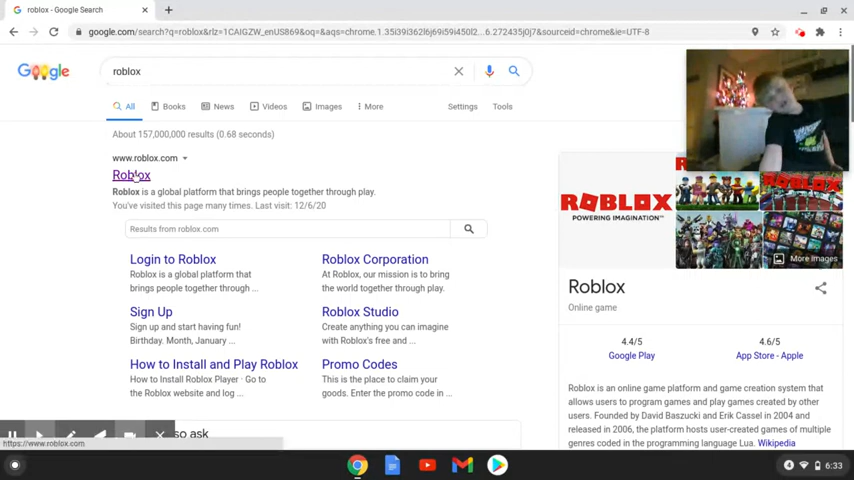 roblox - Google Search
google.com/search?q=roblox&rlz=1CAIGZW_enUS869&oq=&aqs=chrome.1.35i39i362l6j69i59i450l2...6.272435j0j7&sourceid=chrome&ie=UTF-8
Google
roblox
All
Books
News
Videos
Images
More
Settings
Tools
About 157,000,000 results (0.68 seconds)
www.roblox.com
Roblox
Roblox is a global platform that brings people together through play.
You've visited this page many times. Last visit: 12/6/20
Results from roblox.com
Login to Roblox
Roblox is a global platform that
brings people together through ...
Roblox Corporation
At Roblox, our mission is to bring
the world together through play.
Sign Up
Sign up and start having fun!
Birthday. Month, January ...
Roblox Studio
Create anything you can imagine
with Roblox's free and ...
How to Install and Play Roblox
How to Install Roblox Player · Go to
the Roblox website and log ...
Promo Codes
This is the place to claim your
goods. Enter the promo code in ...
so ask
https://www.roblox.com
ROBLOX
POWERING IMAGINATION™
ROBLOX
More images
Roblox
Online game
4.4/5
Google Play
4.6/5
App Store - Apple
Roblox is an online game platform and game creation system that
allows users to program games and play games created by other
users. Founded by David Baszucki and Erik Cassel in 2004 and
released in 2006, the platform hosts user-created games of multiple
genres coded in the programming language Lua. Wikipedia
4
6:33